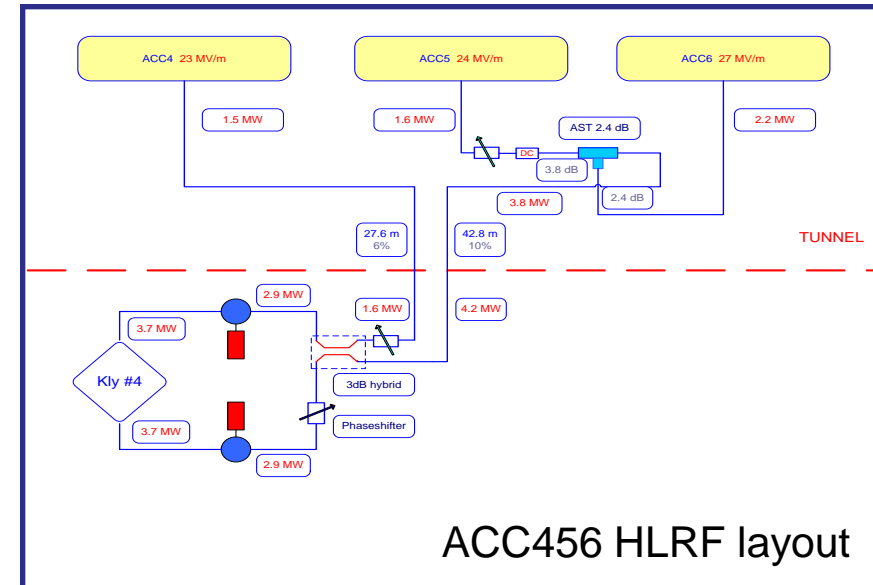 ACC4 23 MV/m
ACC5 24 MV/m
ACC6 27 MV/m
1.5 MW
1.6 MW
AST 2.4 dB
2.2 MW
DC
3.8 dB
2.4 dB
3.8 MW
27.6 m
6%
42.8 m
10%
TUNNEL
2.9 MW
1.6 MW
4.2 MW
3.7 MW
Kly #4
3dB hybrid
Phaseshifter
3.7 MW
2.9 MW
ACC456 HLRF layout